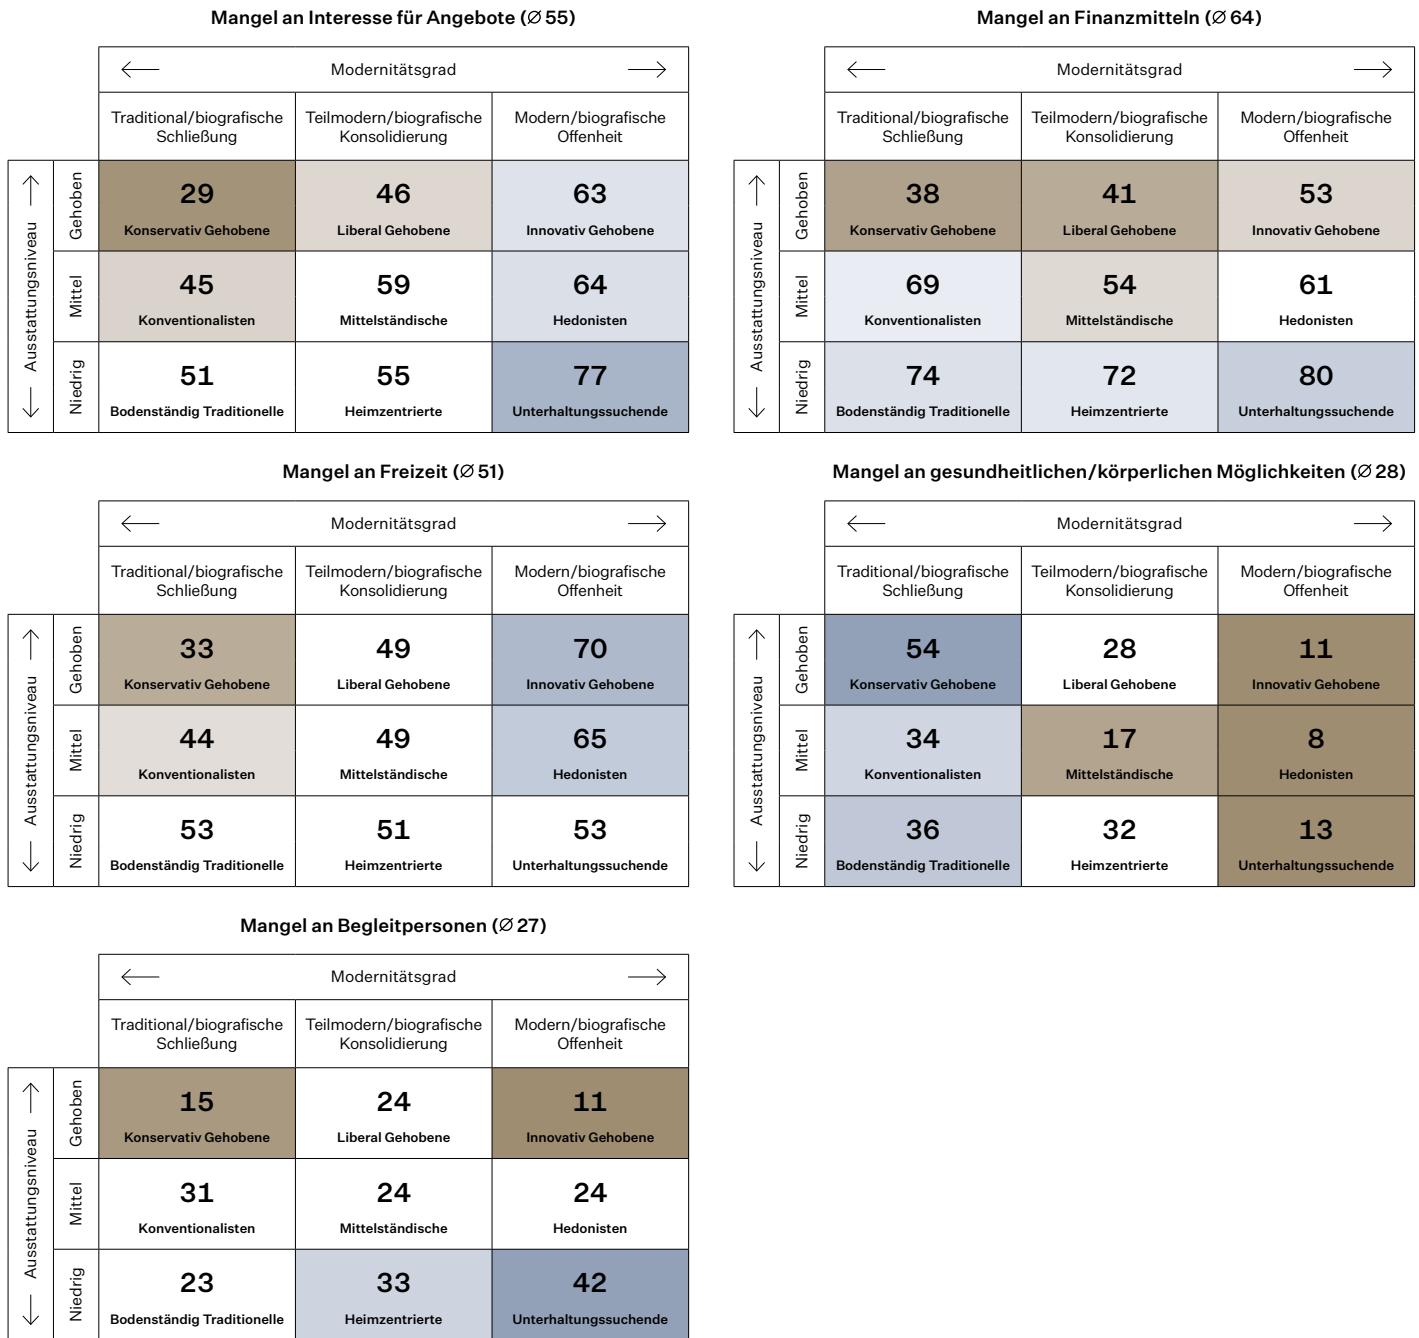 Mangel an Interesse für Angebote (Ø 55)
← Modernitätsgrad →
Traditional/biografische Schließung
Teilmodern/biografische Konsolidierung
Modern/biografische Offenheit
← Ausstattungsniveau →
Gehoben
29
Konservativ Gehobene
46
Liberal Gehobene
63
Innovativ Gehobene
Mittel
45
Konventionalisten
59
Mittelständische
64
Hedonisten
Niedrig
51
Bodenständig Traditionelle
55
Heimzentrierte
77
Unterhaltungssuchende
Mangel an Finanzmitteln (Ø 64)
← Modernitätsgrad →
Traditional/biografische Schließung
Teilmodern/biografische Konsolidierung
Modern/biografische Offenheit
← Ausstattungsniveau →
Gehoben
38
Konservativ Gehobene
41
Liberal Gehobene
53
Innovativ Gehobene
Mittel
69
Konventionalisten
54
Mittelständische
61
Hedonisten
Niedrig
74
Bodenständig Traditionelle
72
Heimzentrierte
80
Unterhaltungssuchende
Mangel an Freizeit (Ø 51)
← Modernitätsgrad →
Traditional/biografische Schließung
Teilmodern/biografische Konsolidierung
Modern/biografische Offenheit
← Ausstattungsniveau →
Gehoben
33
Konservativ Gehobene
49
Liberal Gehobene
70
Innovativ Gehobene
Mittel
44
Konventionalisten
49
Mittelständische
65
Hedonisten
Niedrig
53
Bodenständig Traditionelle
51
Heimzentrierte
53
Unterhaltungssuchende
Mangel an gesundheitlichen/körperlichen Möglichkeiten (Ø 28)
← Modernitätsgrad →
Traditional/biografische Schließung
Teilmodern/biografische Konsolidierung
Modern/biografische Offenheit
← Ausstattungsniveau →
Gehoben
54
Konservativ Gehobene
28
Liberal Gehobene
11
Innovativ Gehobene
Mittel
34
Konventionalisten
17
Mittelständische
8
Hedonisten
Niedrig
36
Bodenständig Traditionelle
32
Heimzentrierte
13
Unterhaltungssuchende
Mangel an Begleitpersonen (Ø 27)
← Modernitätsgrad →
Traditional/biografische Schließung
Teilmodern/biografische Konsolidierung
Modern/biografische Offenheit
← Ausstattungsniveau →
Gehoben
15
Konservativ Gehobene
24
Liberal Gehobene
11
Innovativ Gehobene
Mittel
31
Konventionalisten
24
Mittelständische
24
Hedonisten
Niedrig
23
Bodenständig Traditionelle
33
Heimzentrierte
42
Unterhaltungssuchende